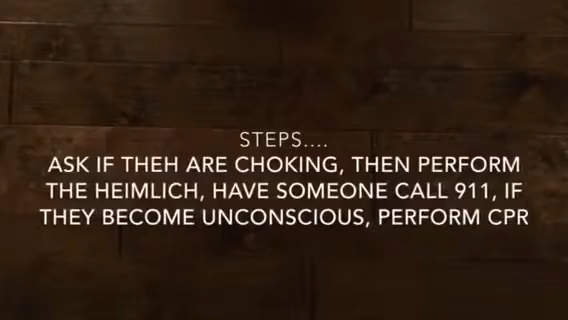 STEPS....
ASK IF THEH ARE CHOKING, THEN PERFORM
THE HEIMLICH, HAVE SOMEONE CALL 911, IF
THEY BECOME UNCONSCIOUS, PERFORM CPR